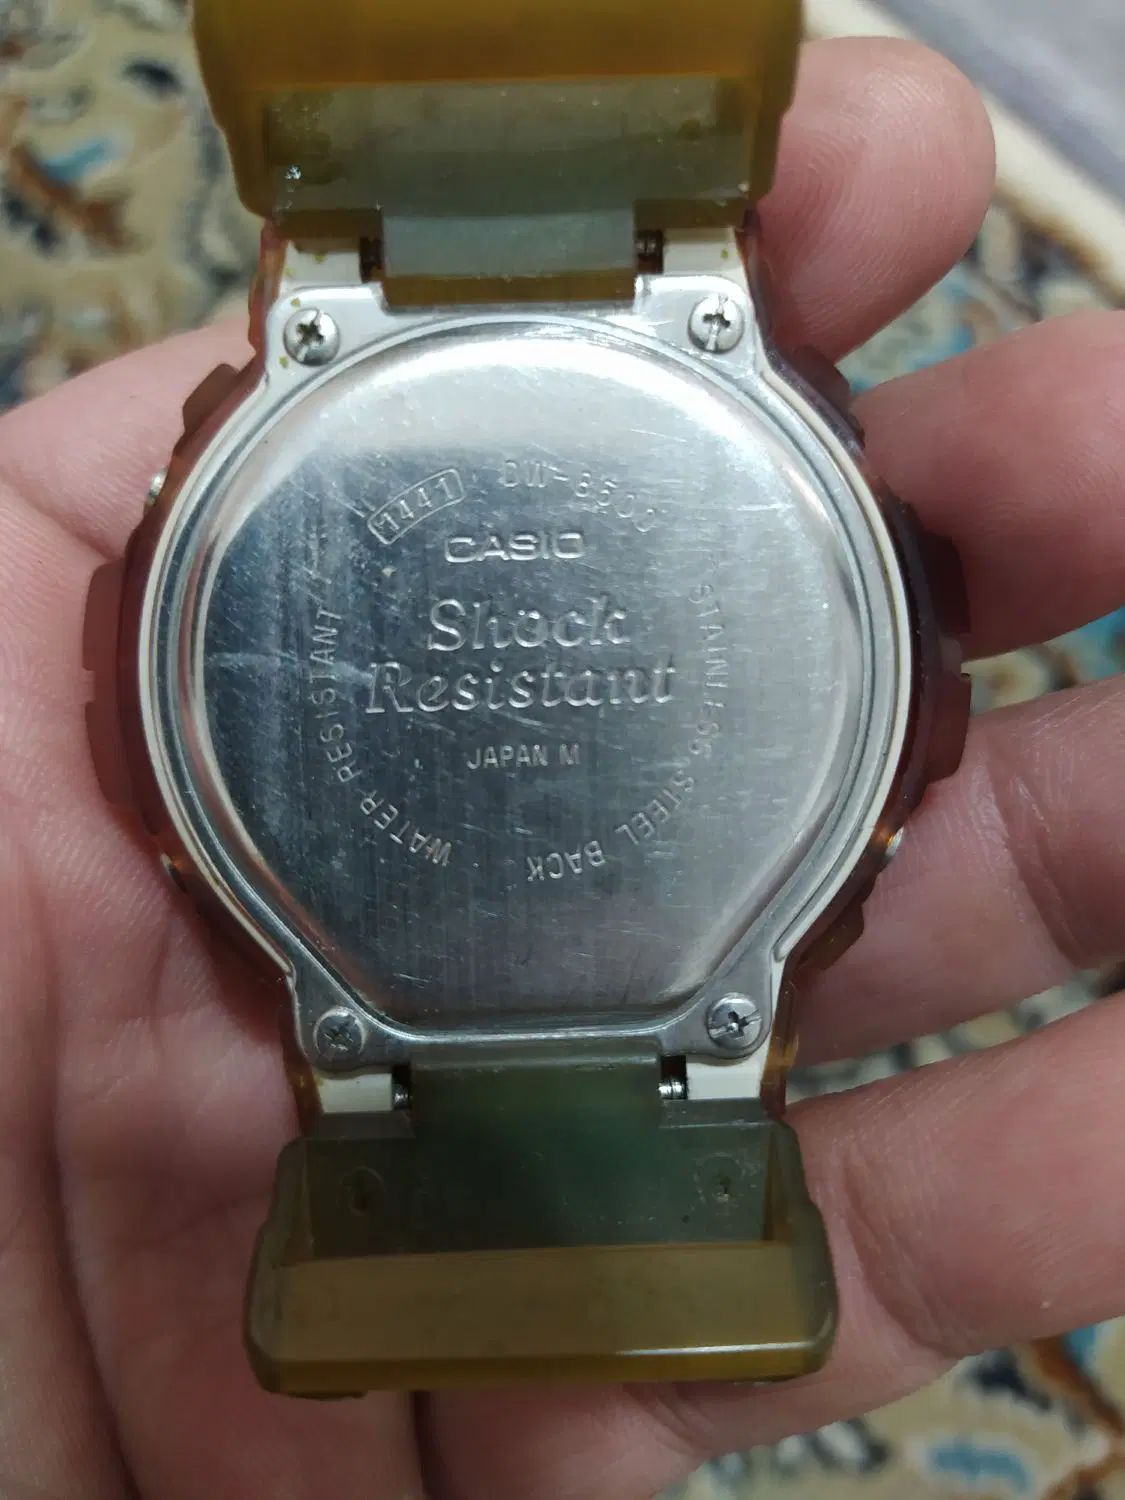 1441 DW-8500
CASIO
Shock
Resistant
JAPAN M
WATER RESISTANT
STAINLESS STEEL BACK